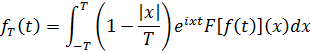 f_T(t) = ∫_{-T}^{T} (1 - |x|/T) e^{ixt} F[f(t)](x)dx